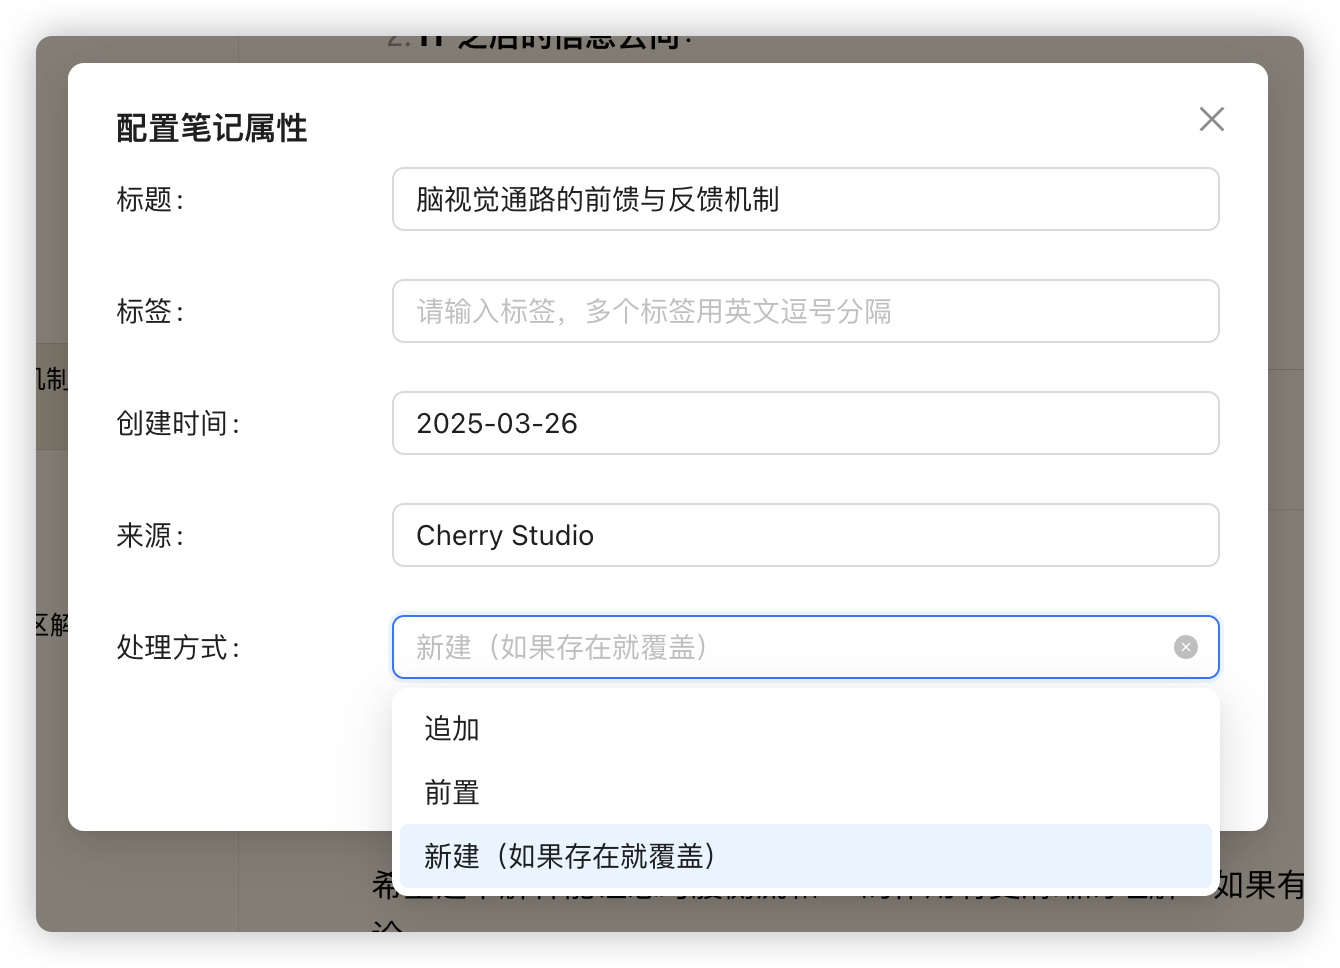 配置笔记属性
标题:
脑视觉通路的前馈与反馈机制
标签:
请输入标签，多个标签用英文逗号分隔
创建时间:
2025-03-26
来源:
Cherry Studio
机制
区解
处理方式:
新建（如果存在就覆盖）
追加
前置
新建（如果存在就覆盖）
如果有